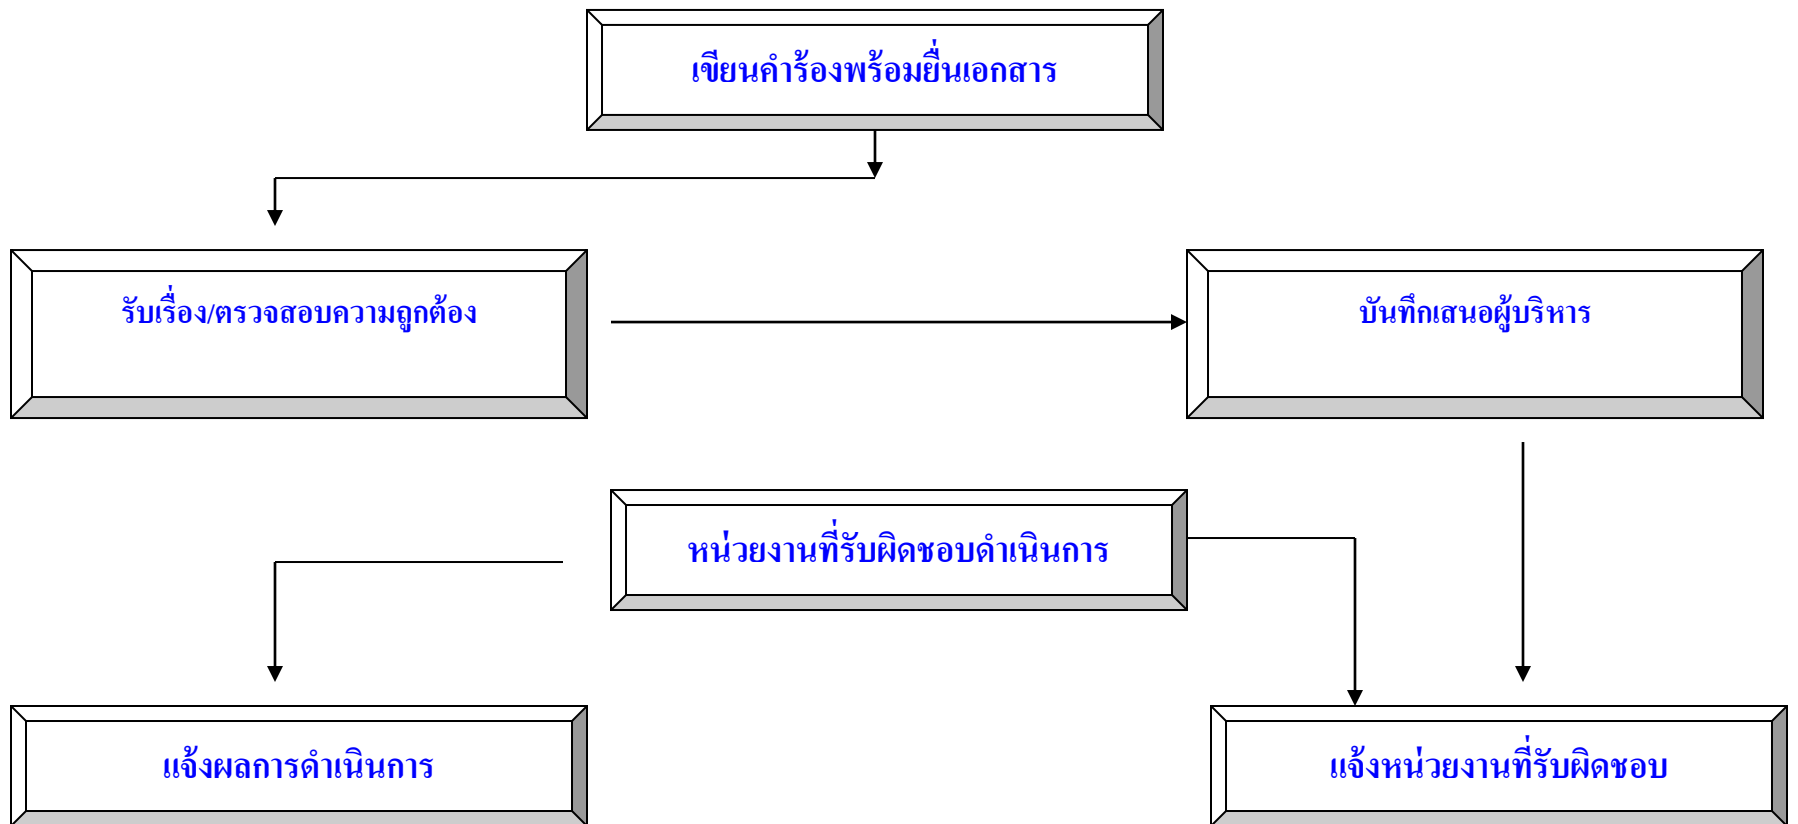 เขียนคำร้องพร้อมยื่นเอกสาร
รับเรื่อง/ตรวจสอบความถูกต้อง
บันทึกเสนอผู้บริหาร
หน่วยงานที่รับผิดชอบดำเนินการ
แจ้งผลการดำเนินการ
แจ้งหน่วยงานที่รับผิดชอบ